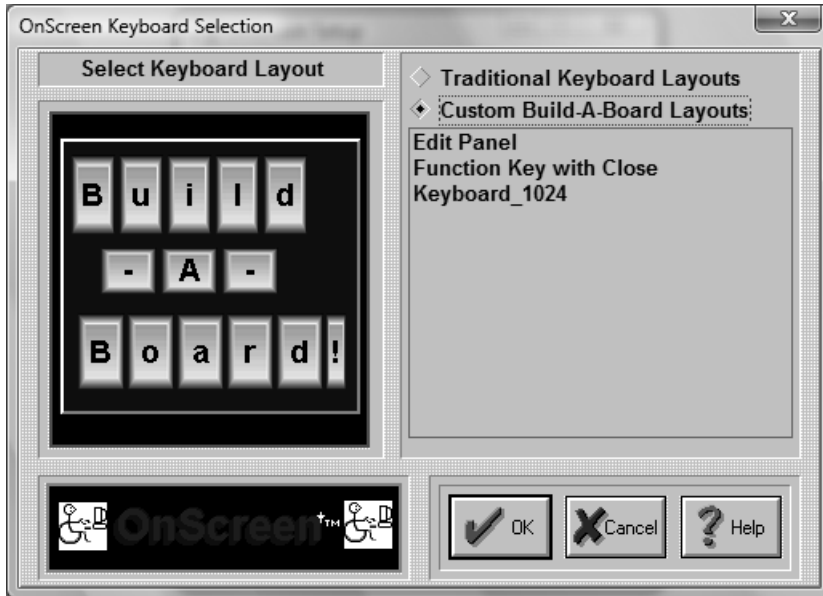 OnScreen Keyboard Selection
Select Keyboard Layout
Build
-A-
Board!
Traditional Keyboard Layouts
Custom Build-A-Board Layouts
Edit Panel
Function Key with Close
Keyboard_1024
OnScreen+™
OK
Cancel
? Help